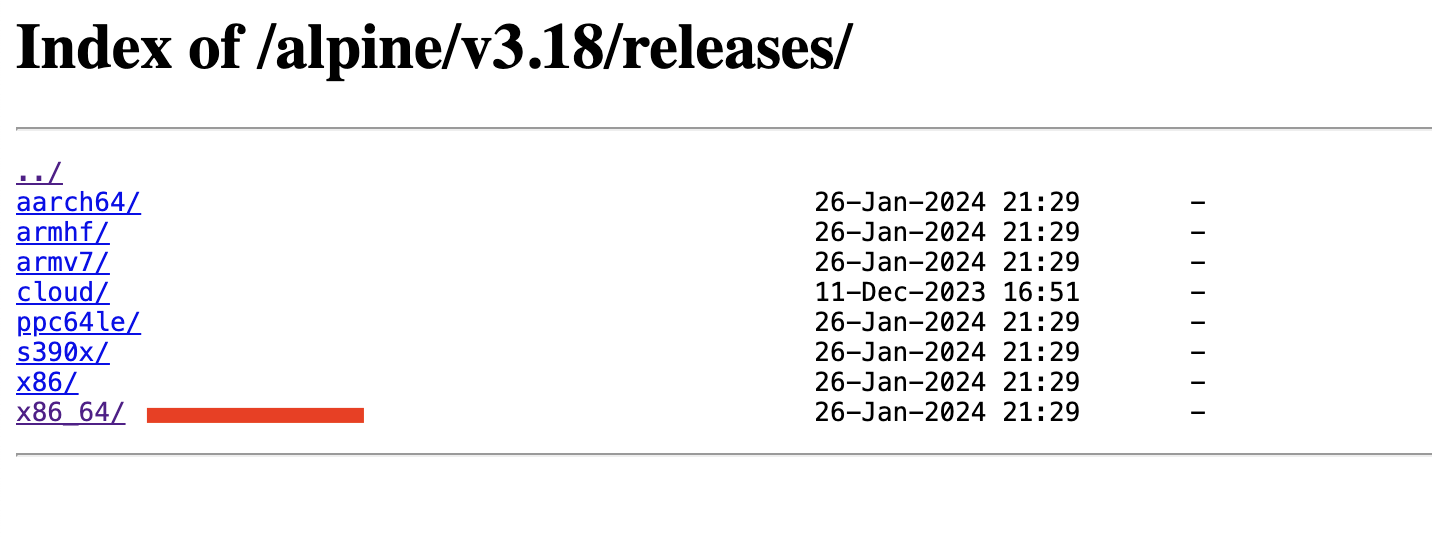 Index of /alpine/v3.18/releases/
../
aarch64/ 26-Jan-2024 21:29 -
armhf/ 26-Jan-2024 21:29 -
armv7/ 26-Jan-2024 21:29 -
cloud/ 11-Dec-2023 16:51 -
ppc64le/ 26-Jan-2024 21:29 -
s390x/ 26-Jan-2024 21:29 -
x86/ 26-Jan-2024 21:29 -
x86_64/ 26-Jan-2024 21:29 -